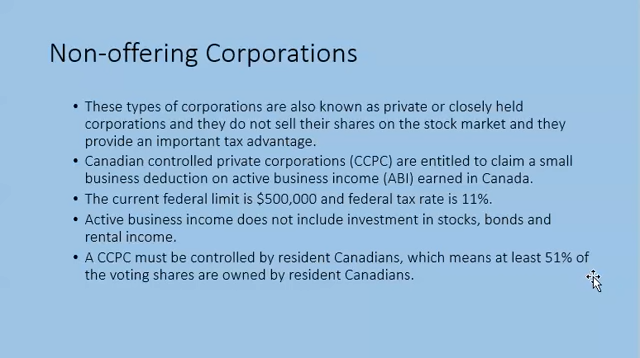 Non-offering Corporations
• These types of corporations are also known as private or closely held
corporations and they do not sell their shares on the stock market and they
provide an important tax advantage.
• Canadian controlled private corporations (CCPC) are entitled to claim a small
business deduction on active business income (ABI) earned in Canada.
• The current federal limit is $500,000 and federal tax rate is 11%.
• Active business income does not include investment in stocks, bonds and
rental income.
• A CCPC must be controlled by resident Canadians, which means at least 51% of
the voting shares are owned by resident Canadians.